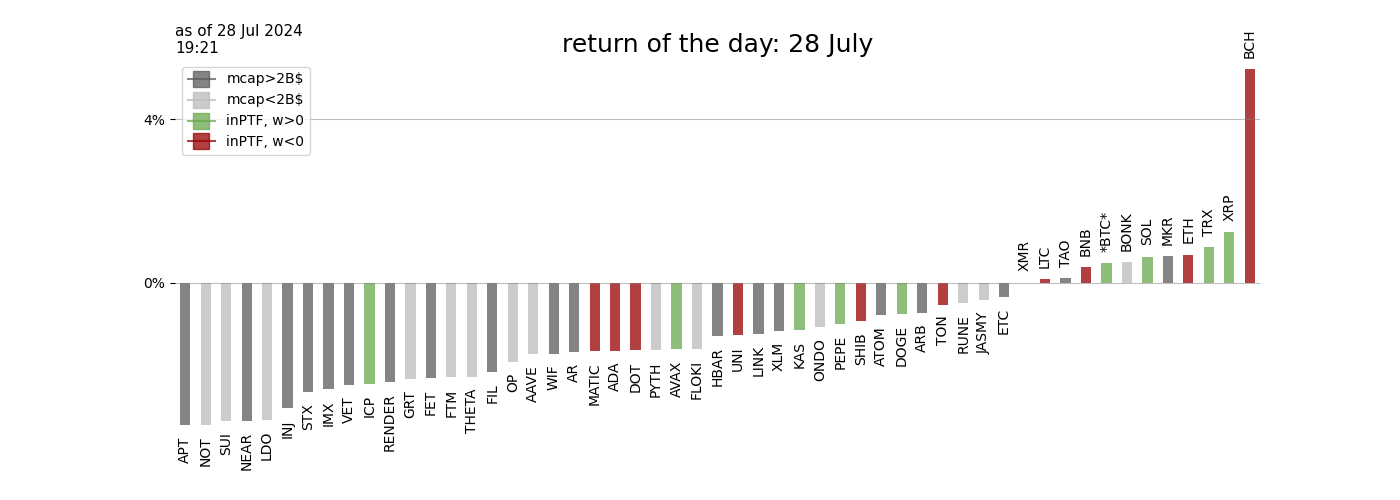 as of 28 Jul 2024
19:21
return of the day: 28 July
mcap>2B$
mcap<2B$
inPTF, w>0
inPTF, w<0
4%
0%
APT
NOT
SUI
NEAR
LDO
INJ
STX
IMX
VET
ICP
RENDER
GRT
FET
FTM
THETA
FIL
OP
AAVE
WIF
AR
MATIC
ADA
DOT
PYTH
AVAX
FLOKI
HBAR
UNI
LINK
XLM
KAS
ONDO
PEPE
SHIB
ATOM
DOGE
ARB
TON
RUNE
JASMY
ETC
XMR
LTC
TAO
BNB
*BTC*
BONK
SOL
MKR
ETH
TRX
XRP
BCH